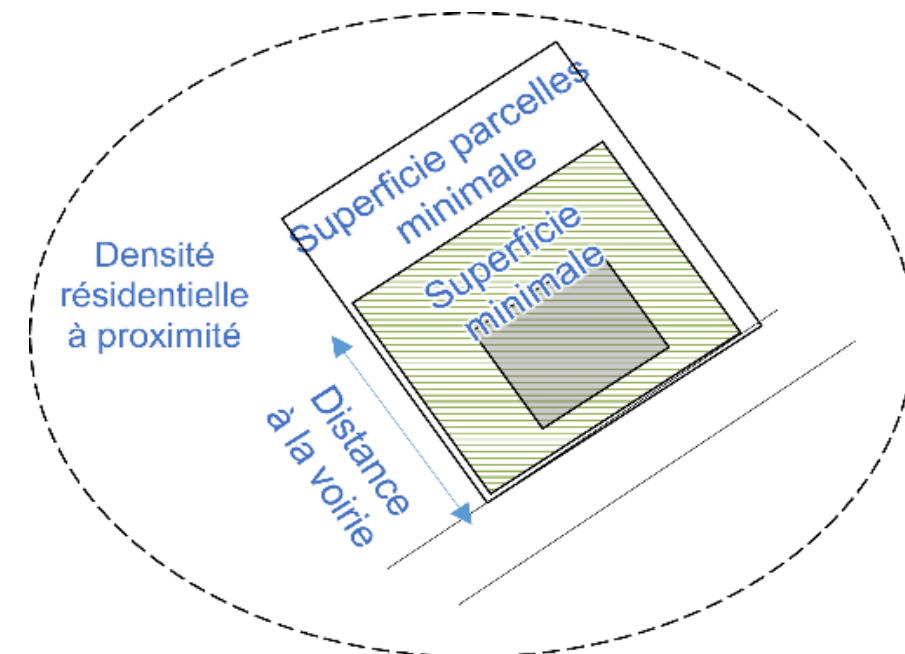 Superficie parcelles
minimale
Superficie
minimale
Densité
résidentielle
à proximité
Distance
à la voirie